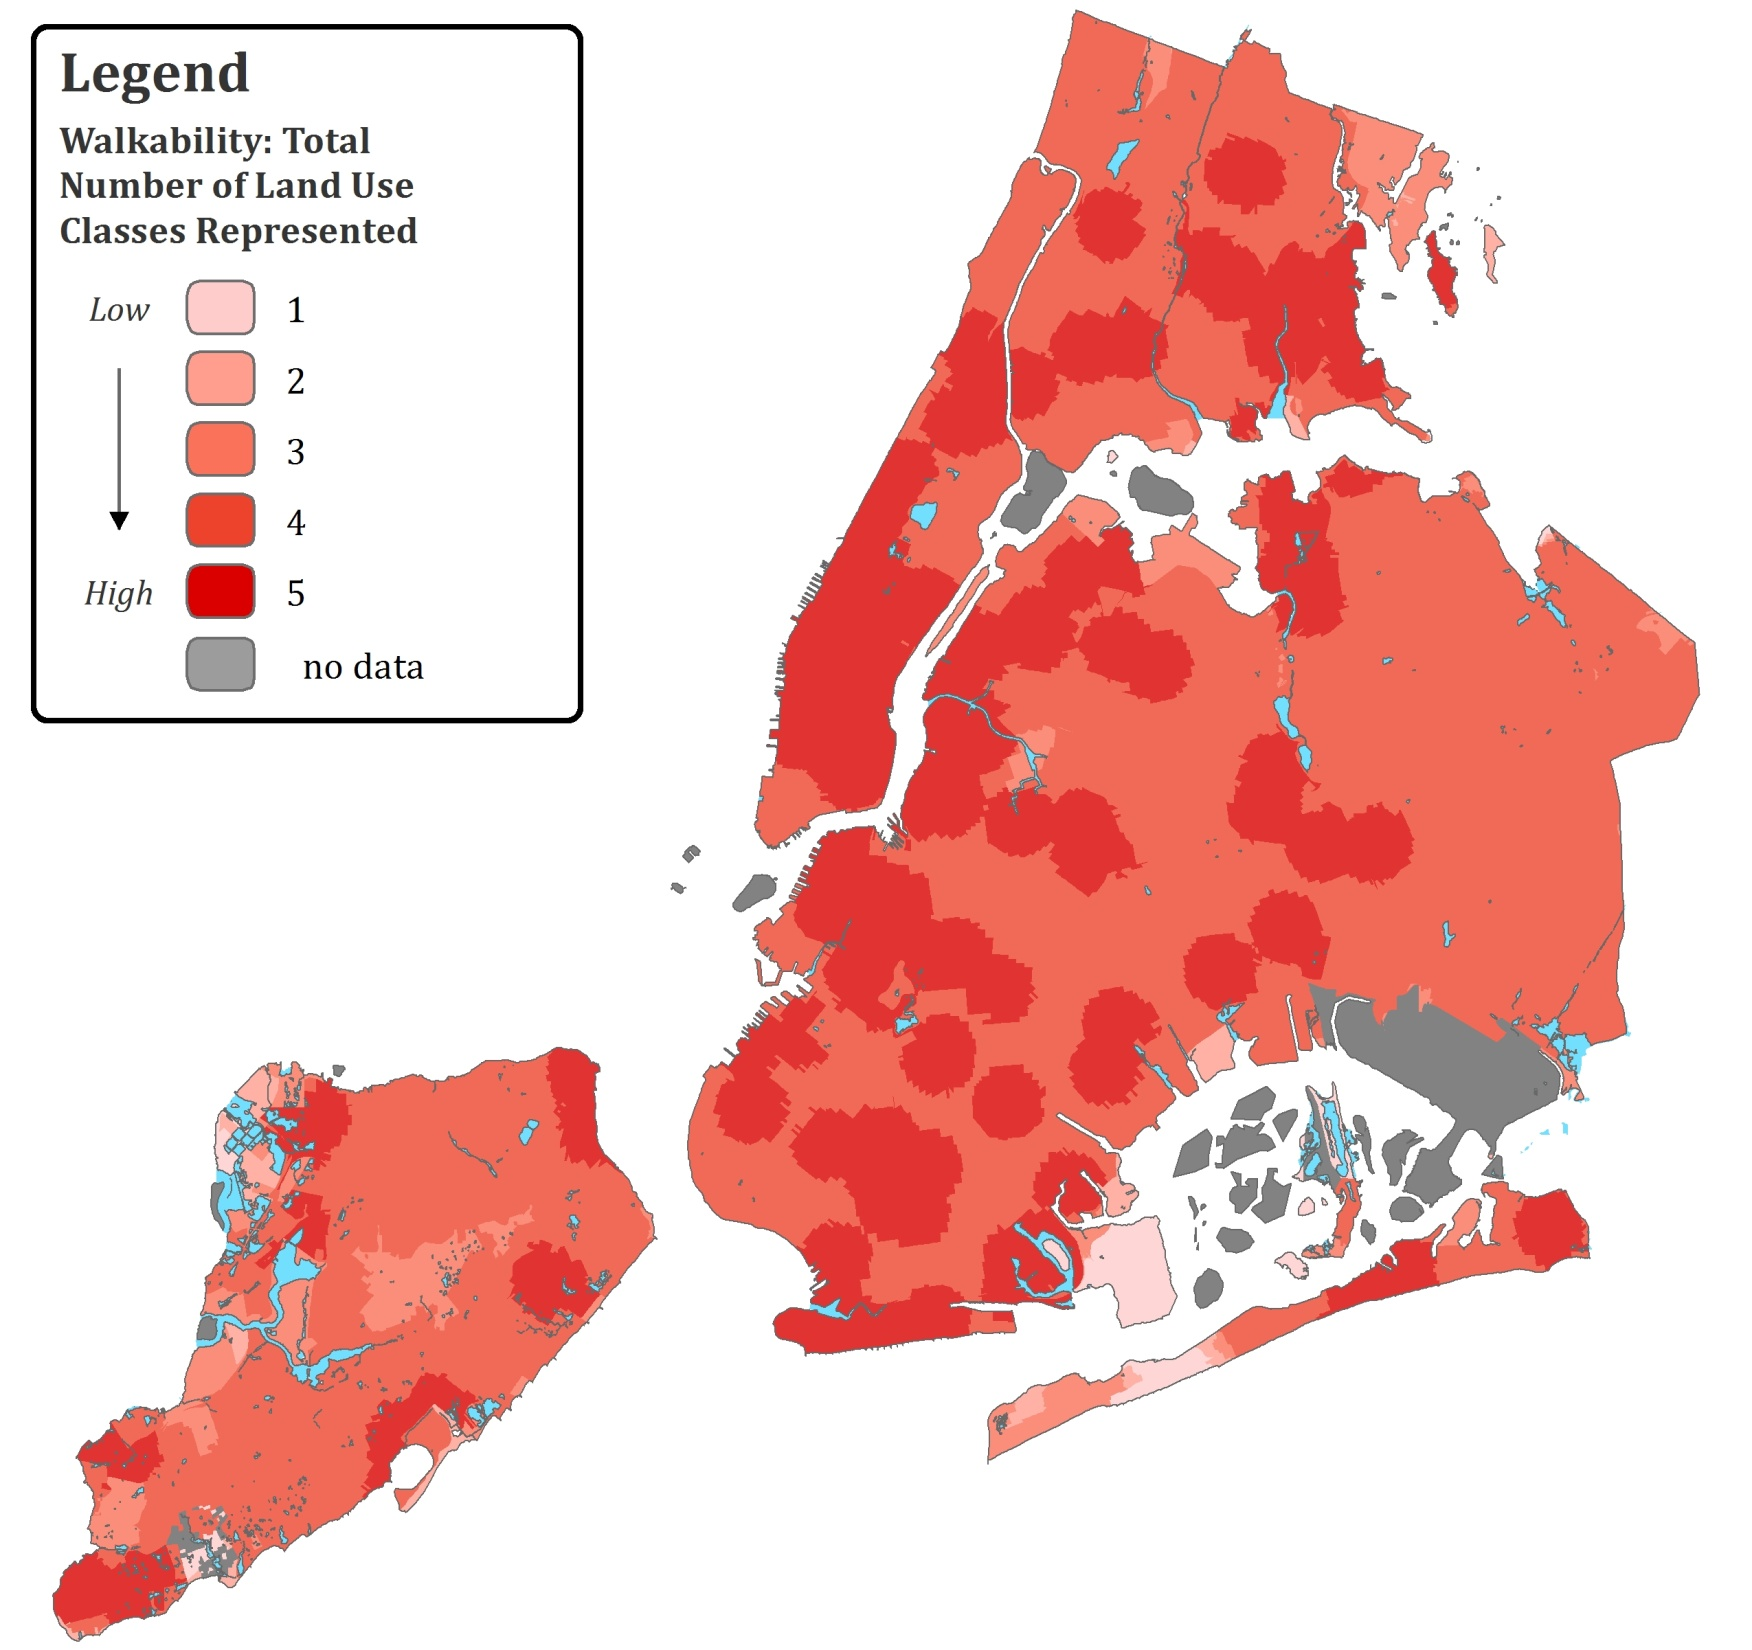 Legend
Walkability: Total
Number of Land Use
Classes Represented
Low 1
2
3
4
High 5
no data